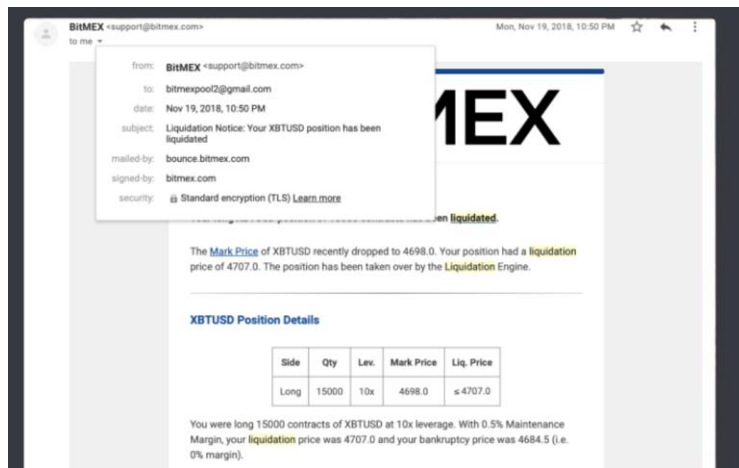 BitMEX <support@bitmex.com> Mon, Nov 19, 2018, 10:50 PM
to me
from: BitMEX <support@bitmex.com>
to: bitmexpool2@gmail.com
date: Nov 19, 2018, 10:50 PM
subject: Liquidation Notice: Your XBTUSD position has been
liquidated
mailed-by: bounce.bitmex.com
signed-by: bitmex.com
security: Standard encryption (TLS) Learn more
MEX
liquidated.
The Mark Price of XBTUSD recently dropped to 4698.0. Your position had a liquidation
price of 4707.0. The position has been taken over by the Liquidation Engine.
XBTUSD Position Details
Side Qty Lev. Mark Price Liq. Price
Long 15000 10x 4698.0 ≤ 4707.0
You were long 15000 contracts of XBTUSD at 10x leverage. With 0.5% Maintenance
Margin, your liquidation price was 4707.0 and your bankruptcy price was 4684.5 (i.e.
0% margin).